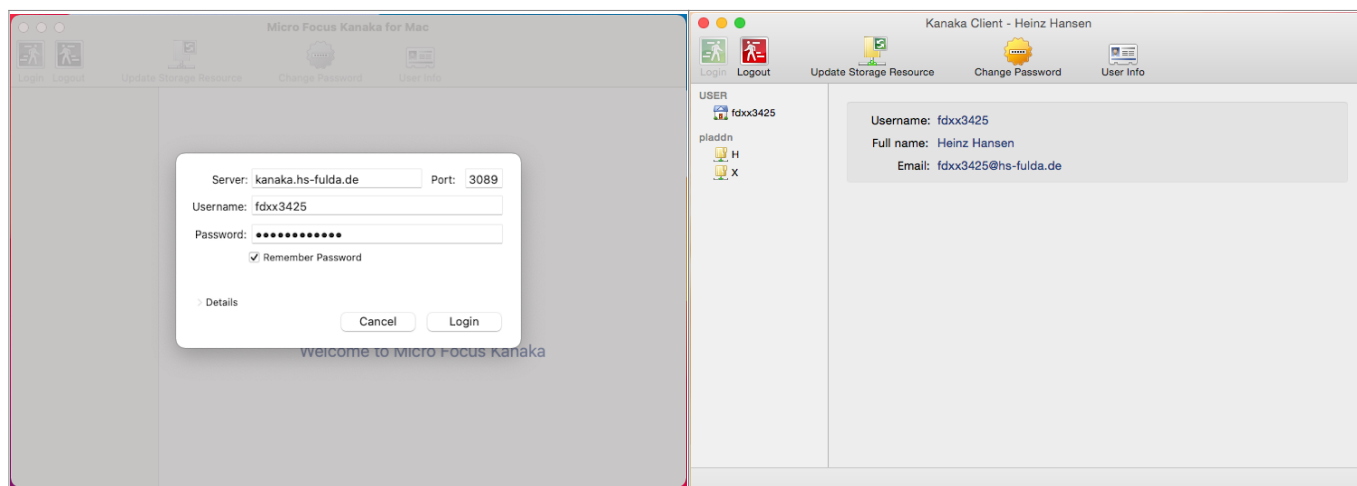 Micro Focus Kanaka for Mac
Login Logout Update Storage Resource Change Password User Info
Server: kanaka.hs-fulda.de Port: 3089
Username: fdxx3425
Password: ••••••••••••
Remember Password
Details
Cancel Login
Welcome to Micro Focus Kanaka
Kanaka Client - Heinz Hansen
Login Logout Update Storage Resource Change Password User Info
USER
fdxx3425
pladdn
H
X
Username: fdxx3425
Full name: Heinz Hansen
Email: fdxx3425@hs-fulda.de